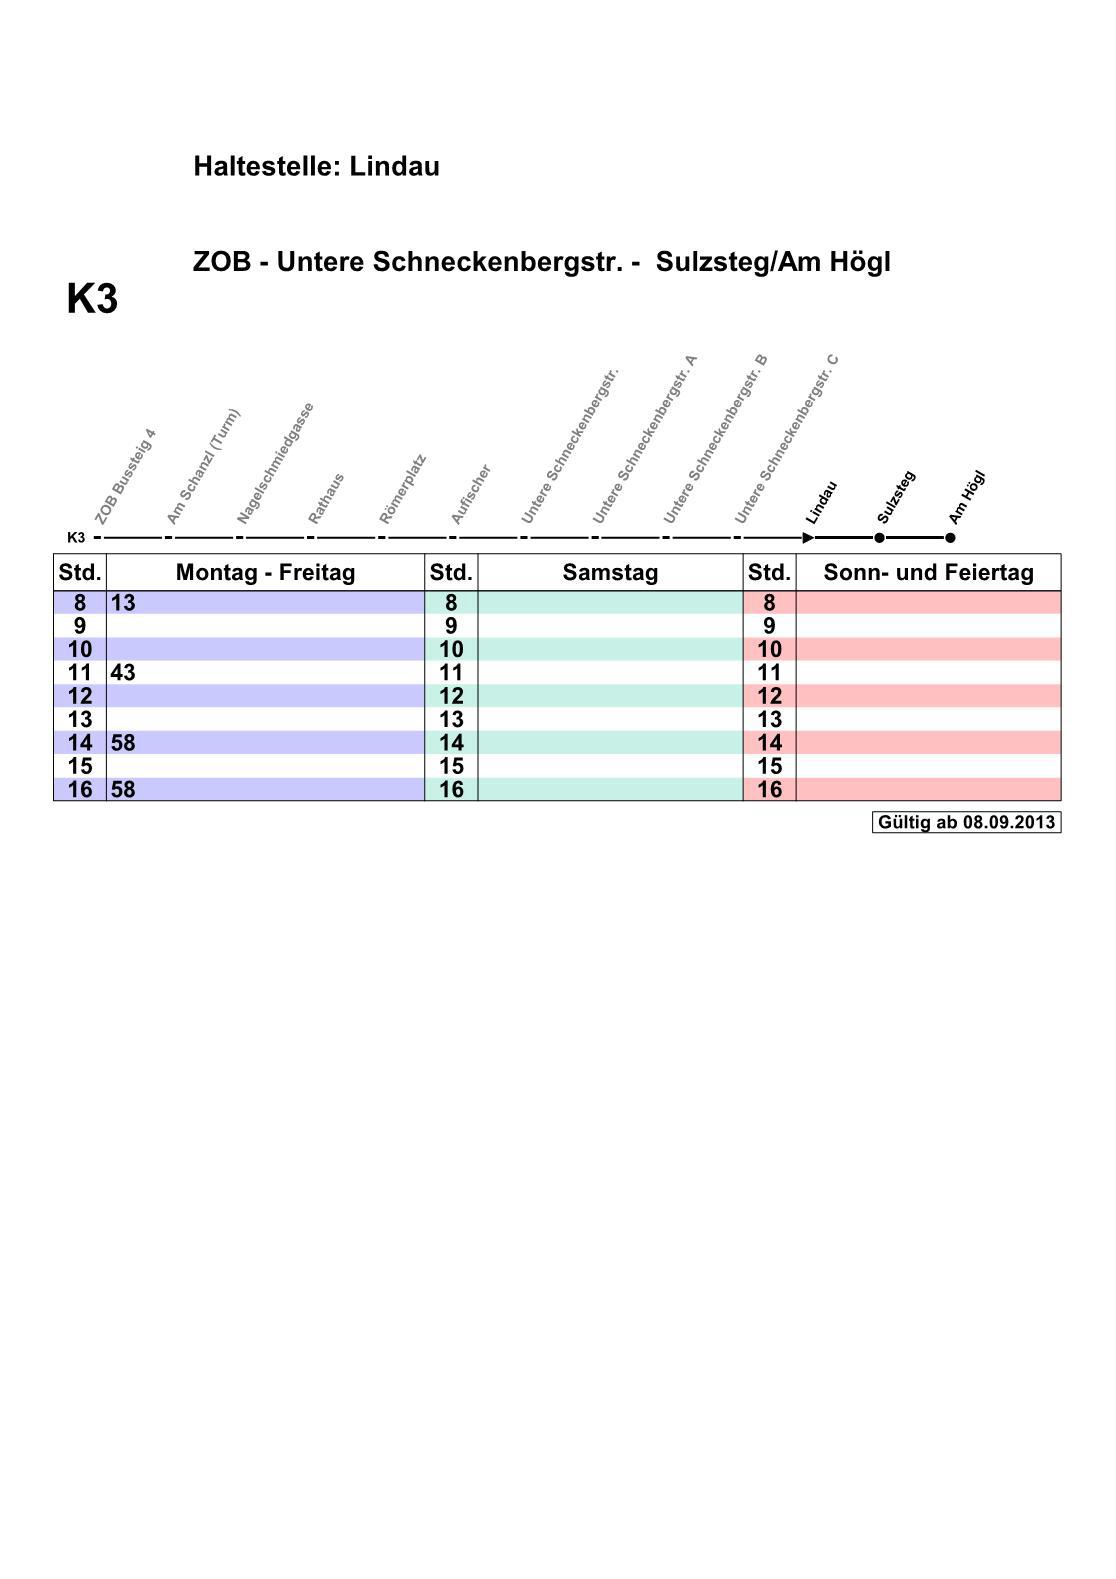 Haltestelle: Lindau
ZOB - Untere Schneckenbergstr. - Sulzsteg/Am Högl
K3
ZOB Bussteig 4
Am Schanzl (Turm)
Nagelschmiedgasse
Rathaus
Römerplatz
Aufischer
Untere Schneckenbergstr.
Untere Schneckenbergstr. A
Untere Schneckenbergstr. B
Untere Schneckenbergstr. C
Lindau
Sulzsteg
Am Högl
K3
Std. Montag - Freitag Std. Samstag Std. Sonn- und Feiertag
8 13 8 8
9 9 9
10 10 10
11 43 11 11
12 12 12
13 13 13
14 58 14 14
15 15 15
16 58 16 16
Gültig ab 08.09.2013